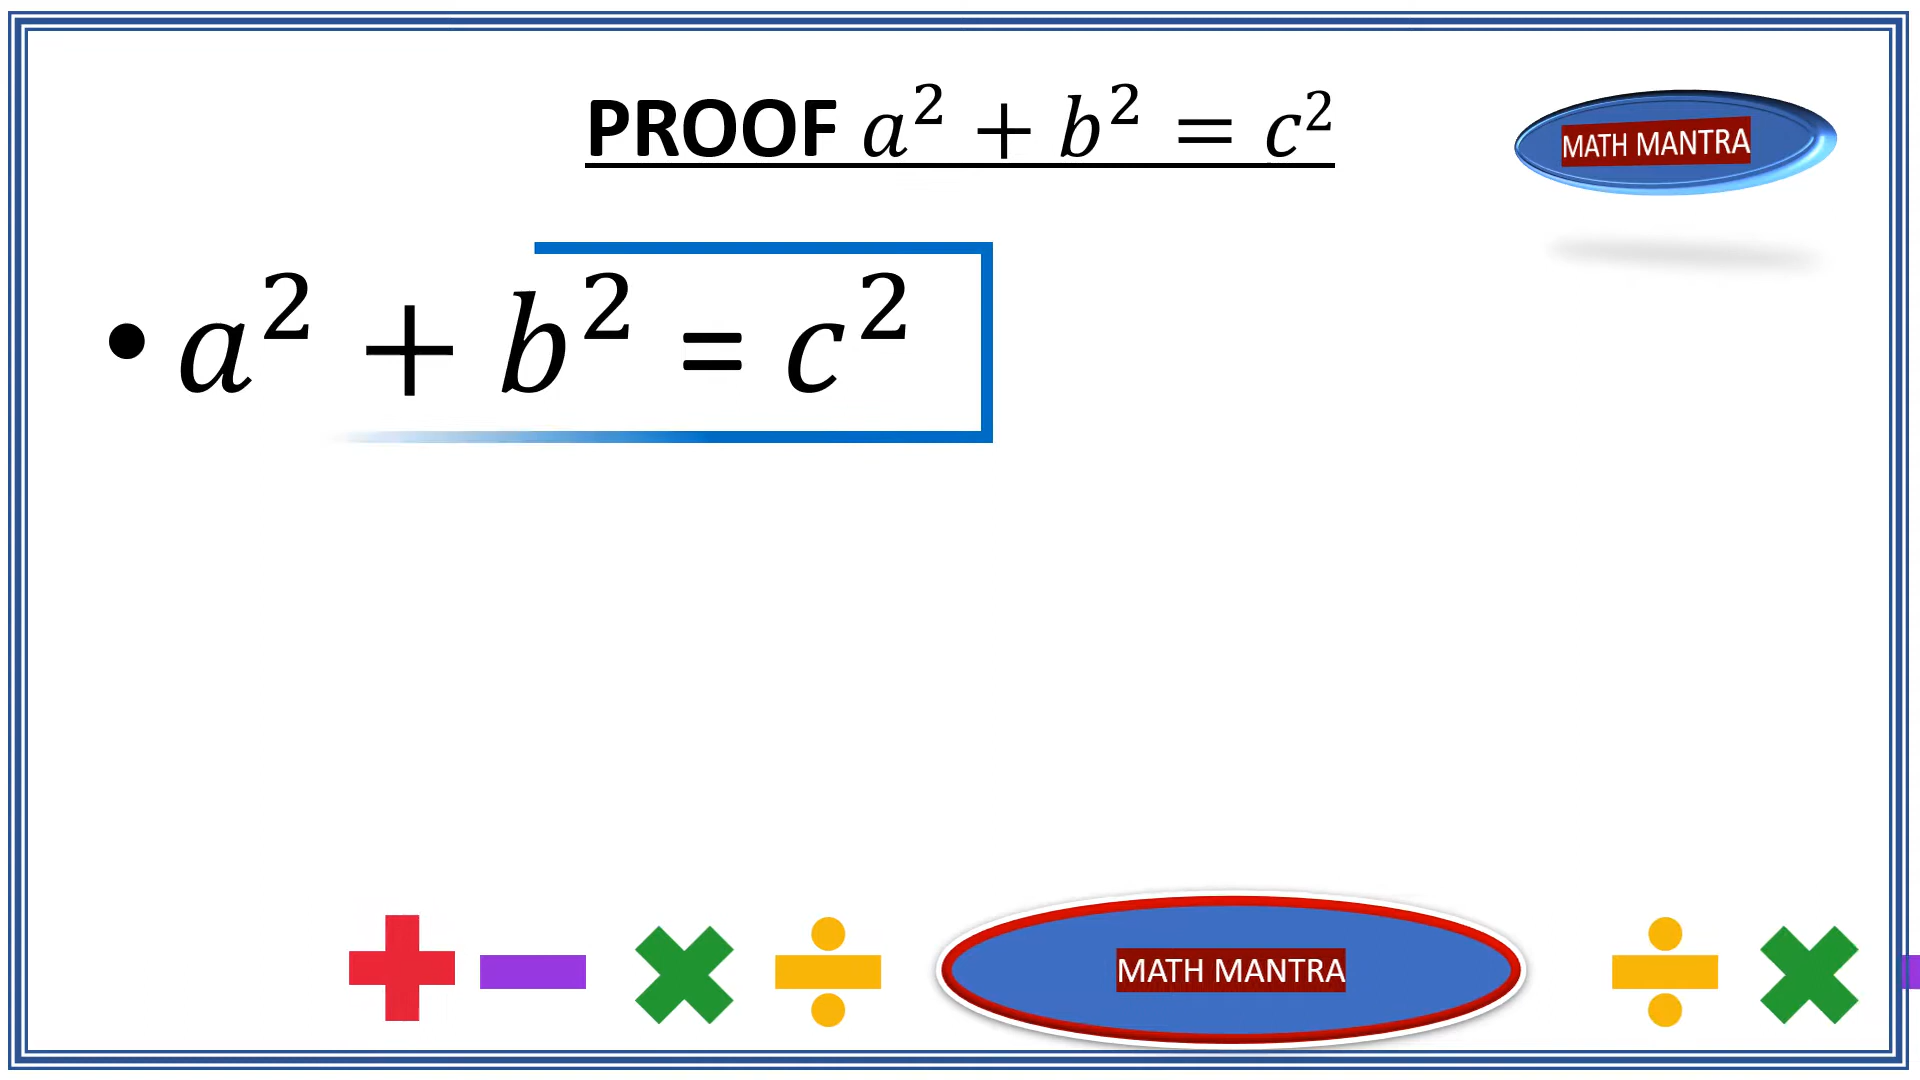 PROOF a² + b² = c²
MATH MANTRA
• a² + b² = c²
MATH MANTRA